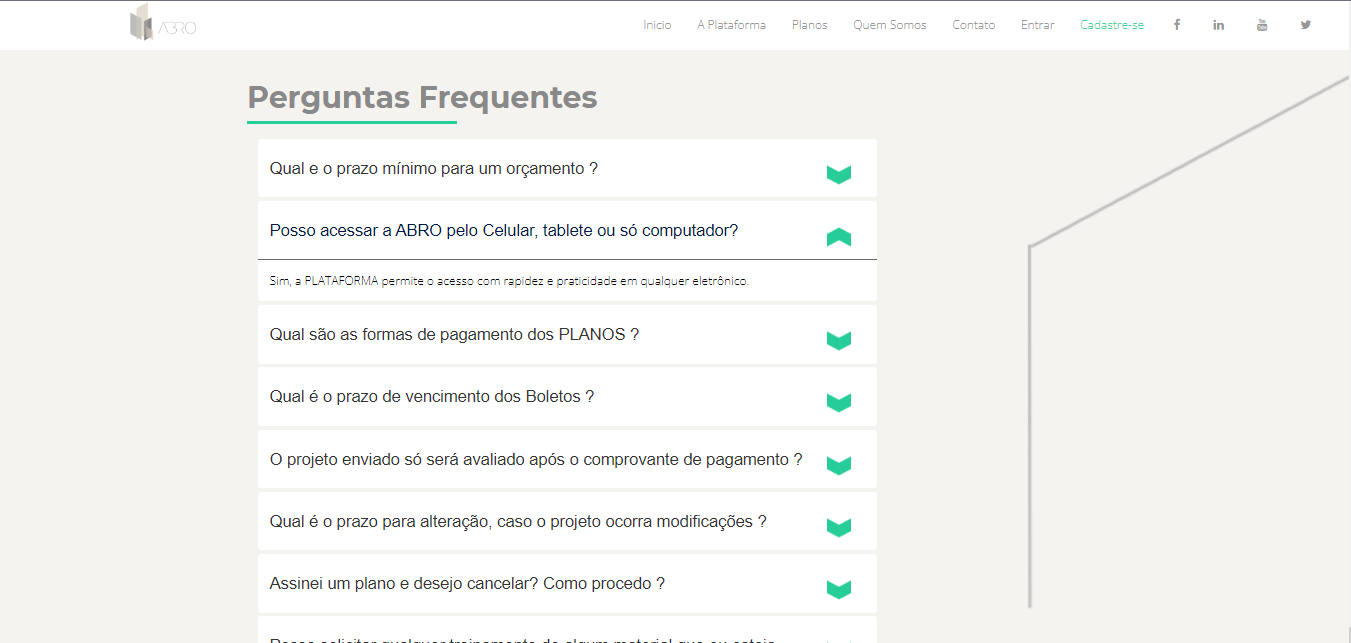 ABRO
Inicio A Plataforma Planos Quem Somos Contato Entrar Cadastre-se
Perguntas Frequentes
Qual e o prazo mínimo para um orçamento ?
Posso acessar a ABRO pelo Celular, tablete ou só computador?
Sim, a PLATAFORMA permite o acesso com rapidez e praticidade em qualquer eletrônico.
Qual são as formas de pagamento dos PLANOS ?
Qual é o prazo de vencimento dos Boletos ?
O projeto enviado só será avaliado após o comprovante de pagamento ?
Qual é o prazo para alteração, caso o projeto ocorra modificações ?
Assinei um plano e desejo cancelar? Como procedo ?